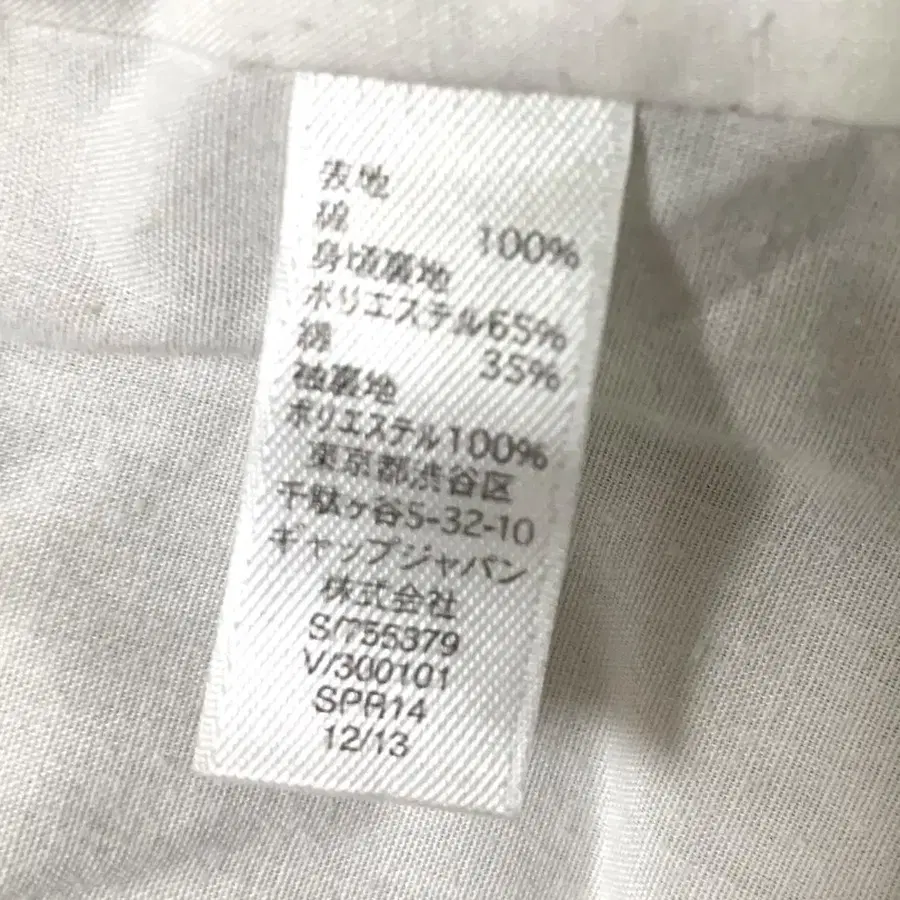 表地
綿 100%
身頃裏地
ポリエステル65%
綿 35%
袖裏地
ポリエステル100%
東京都渋谷区
千駄ヶ谷5-32-10
ギャップジャパン
株式会社
S/755379
V/300101
SPR14
12/13